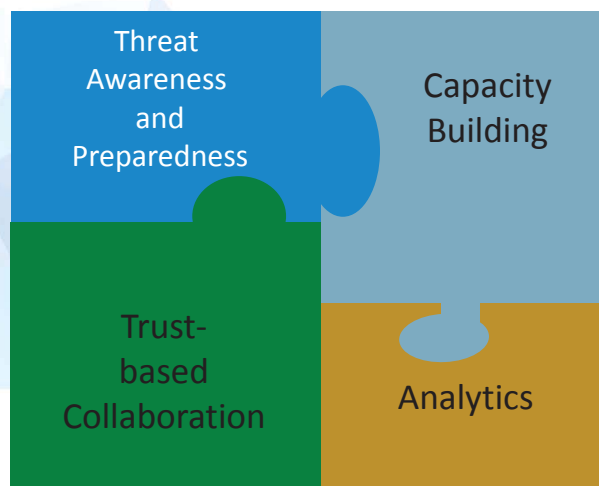 Threat
Awareness
and
Preparedness
Capacity
Building
Trust-
based
Collaboration
Analytics